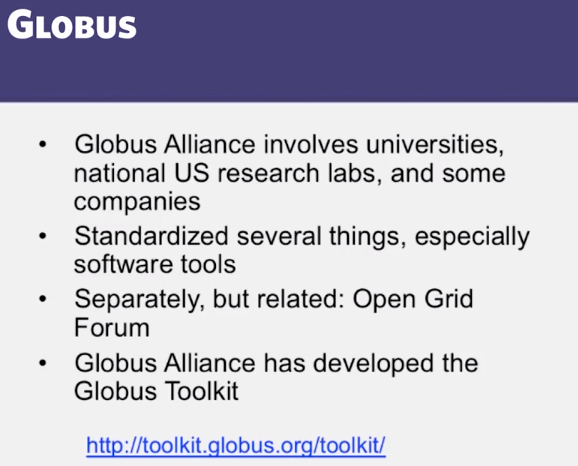 GLOBUS
• Globus Alliance involves universities,
national US research labs, and some
companies
• Standardized several things, especially
software tools
• Separately, but related: Open Grid
Forum
• Globus Alliance has developed the
Globus Toolkit
http://toolkit.globus.org/toolkit/